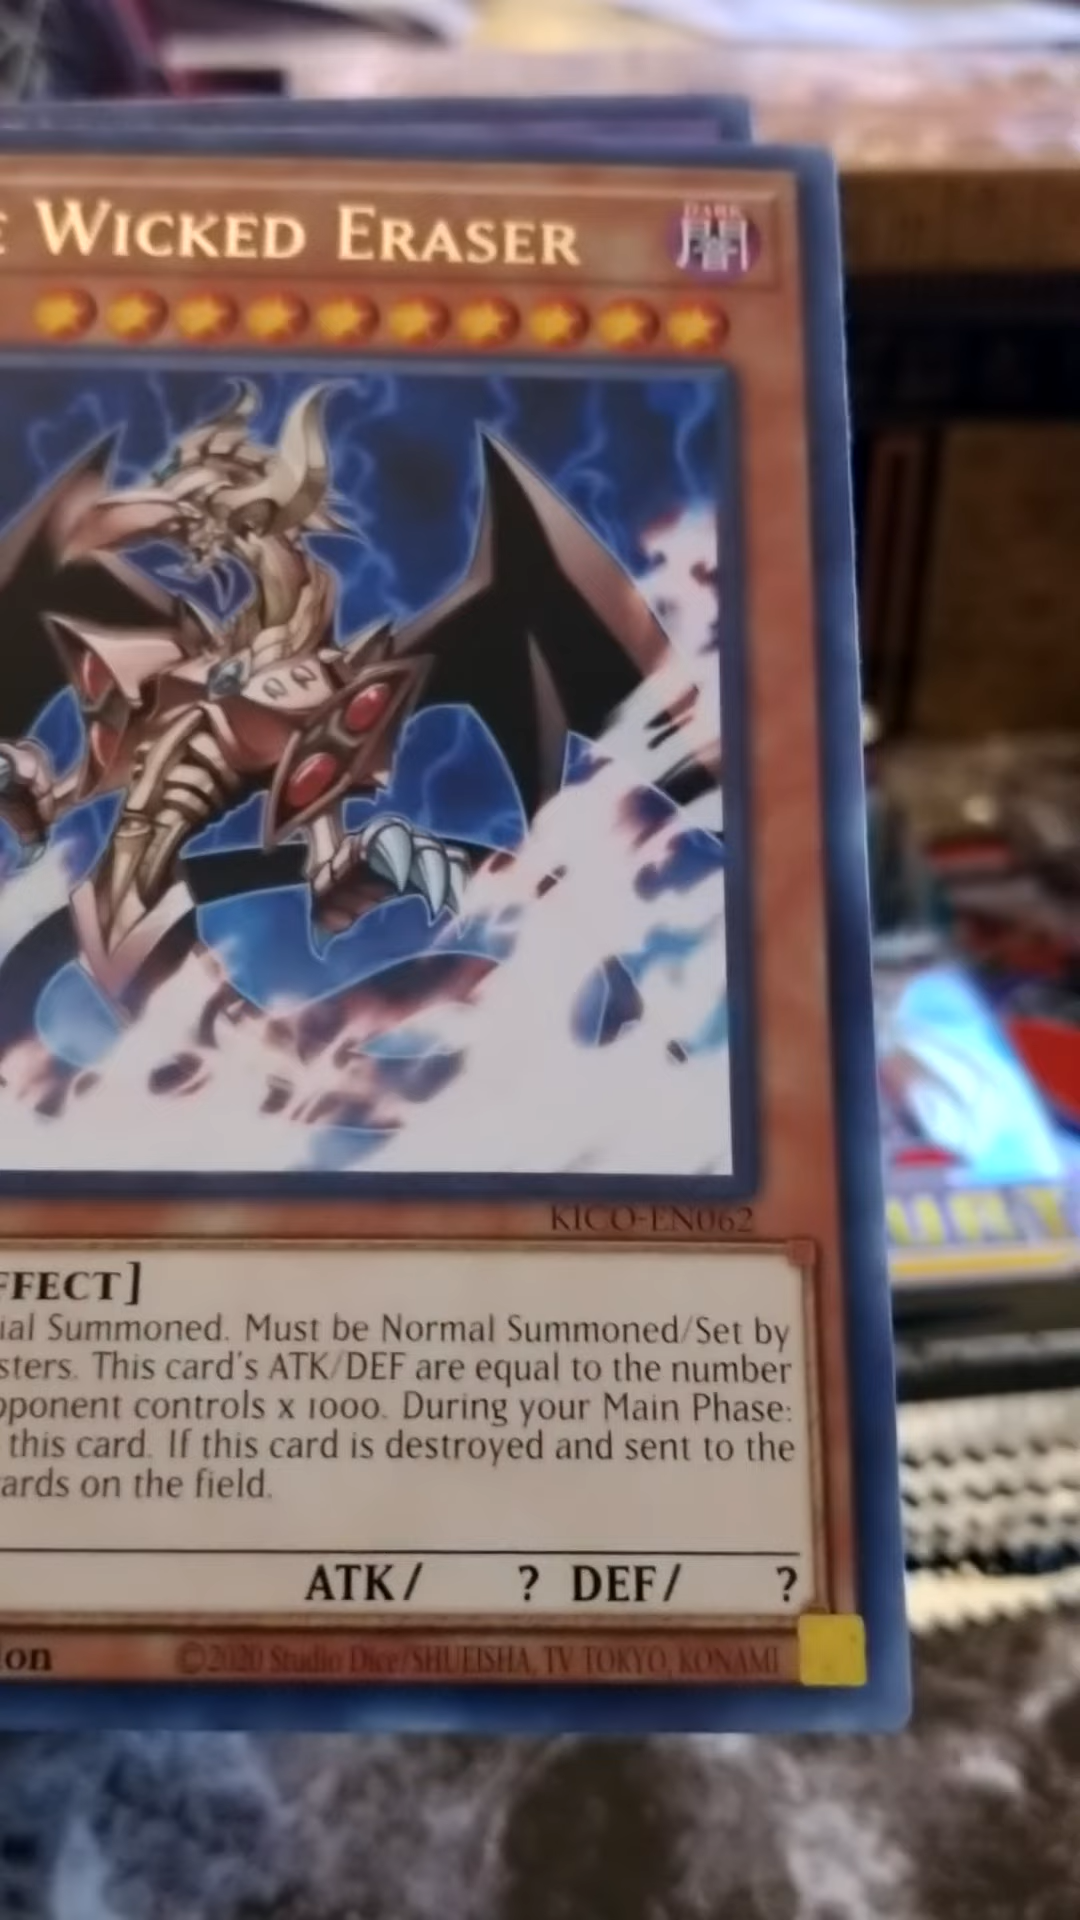 WICKED ERASER
DARK
闇
KICO-EN062
FFECT]
ial Summoned. Must be Normal Summoned/Set by
sters. This card's ATK/DEF are equal to the number
pponent controls x 1000. During your Main Phase:
this card. If this card is destroyed and sent to the
ards on the field.
ATK/ ? DEF/ ?
ion ©2020 Studio Dice/SHUEISHA, TV TOKYO, KONAMI